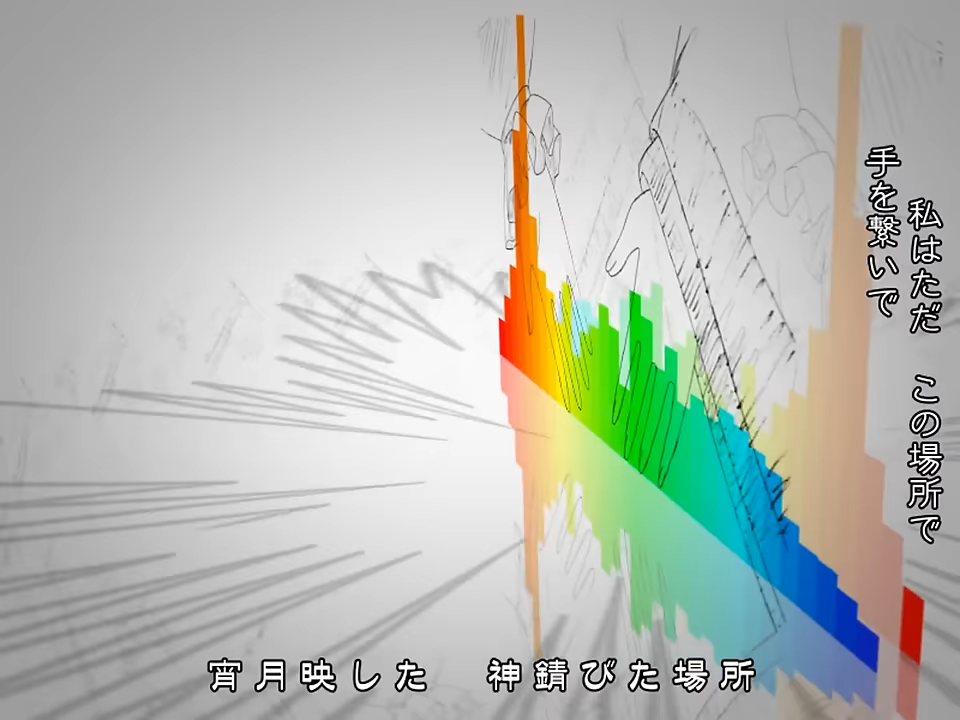 私はただ　この場所で
手を繋いで
宵月映した　神錆びた場所